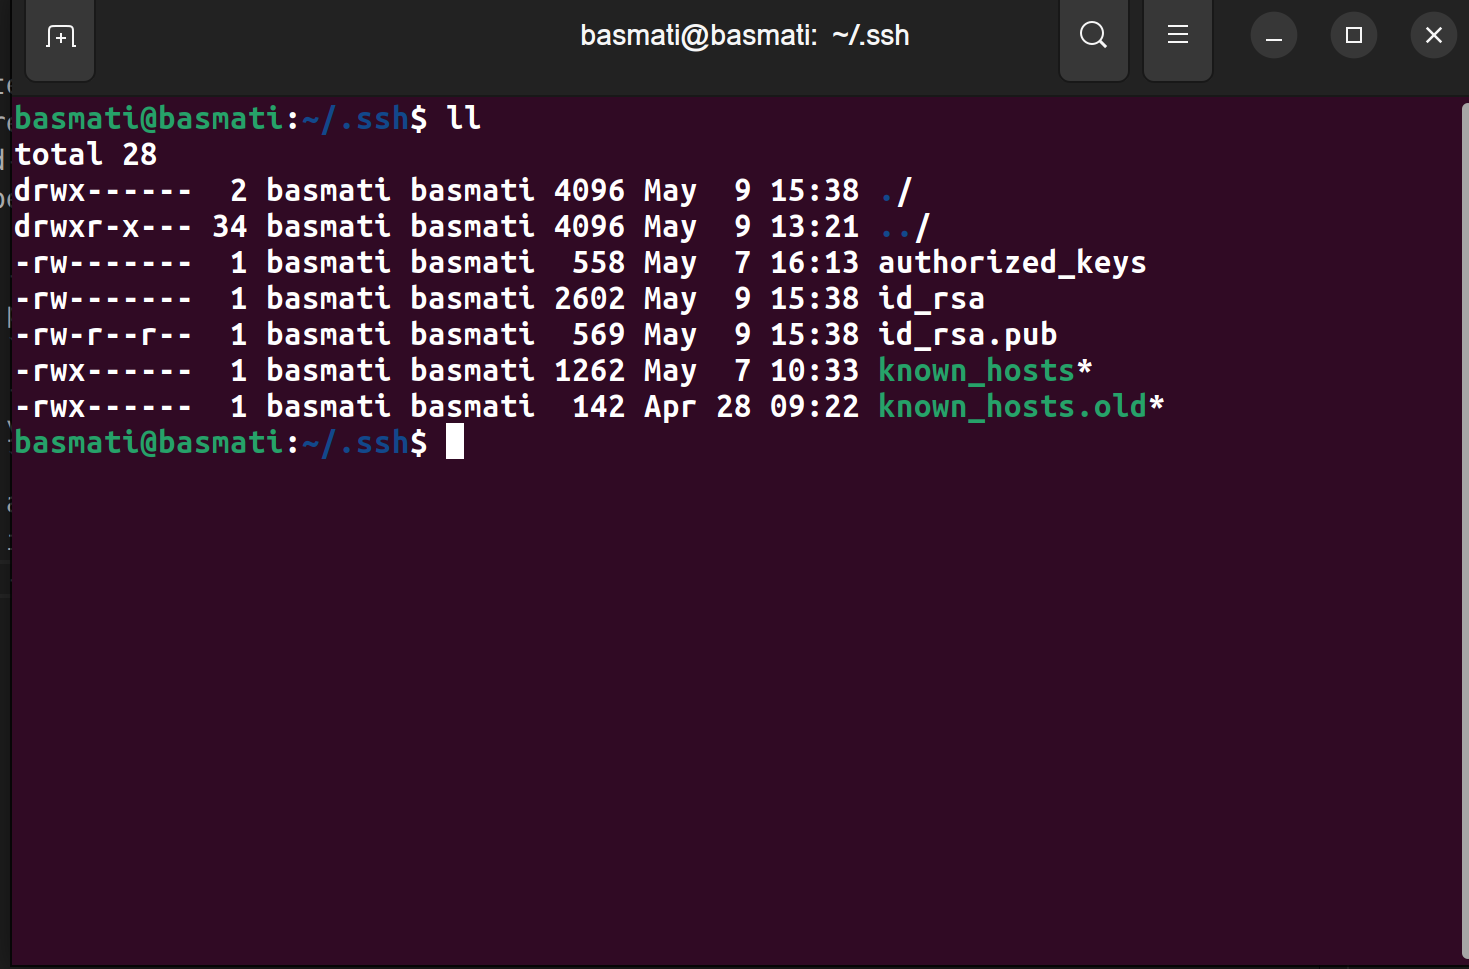 basmati@basmati: ~/.ssh
basmati@basmati:~/.ssh$ ll
total 28
drwx------  2 basmati basmati 4096 May  9 15:38 ./
drwxr-x--- 34 basmati basmati 4096 May  9 13:21 ../
-rw-------  1 basmati basmati  558 May  7 16:13 authorized_keys
-rw-------  1 basmati basmati 2602 May  9 15:38 id_rsa
-rw-r--r--  1 basmati basmati  569 May  9 15:38 id_rsa.pub
-rwx------  1 basmati basmati 1262 May  7 10:33 known_hosts*
-rwx------  1 basmati basmati  142 Apr 28 09:22 known_hosts.old*
basmati@basmati:~/.ssh$